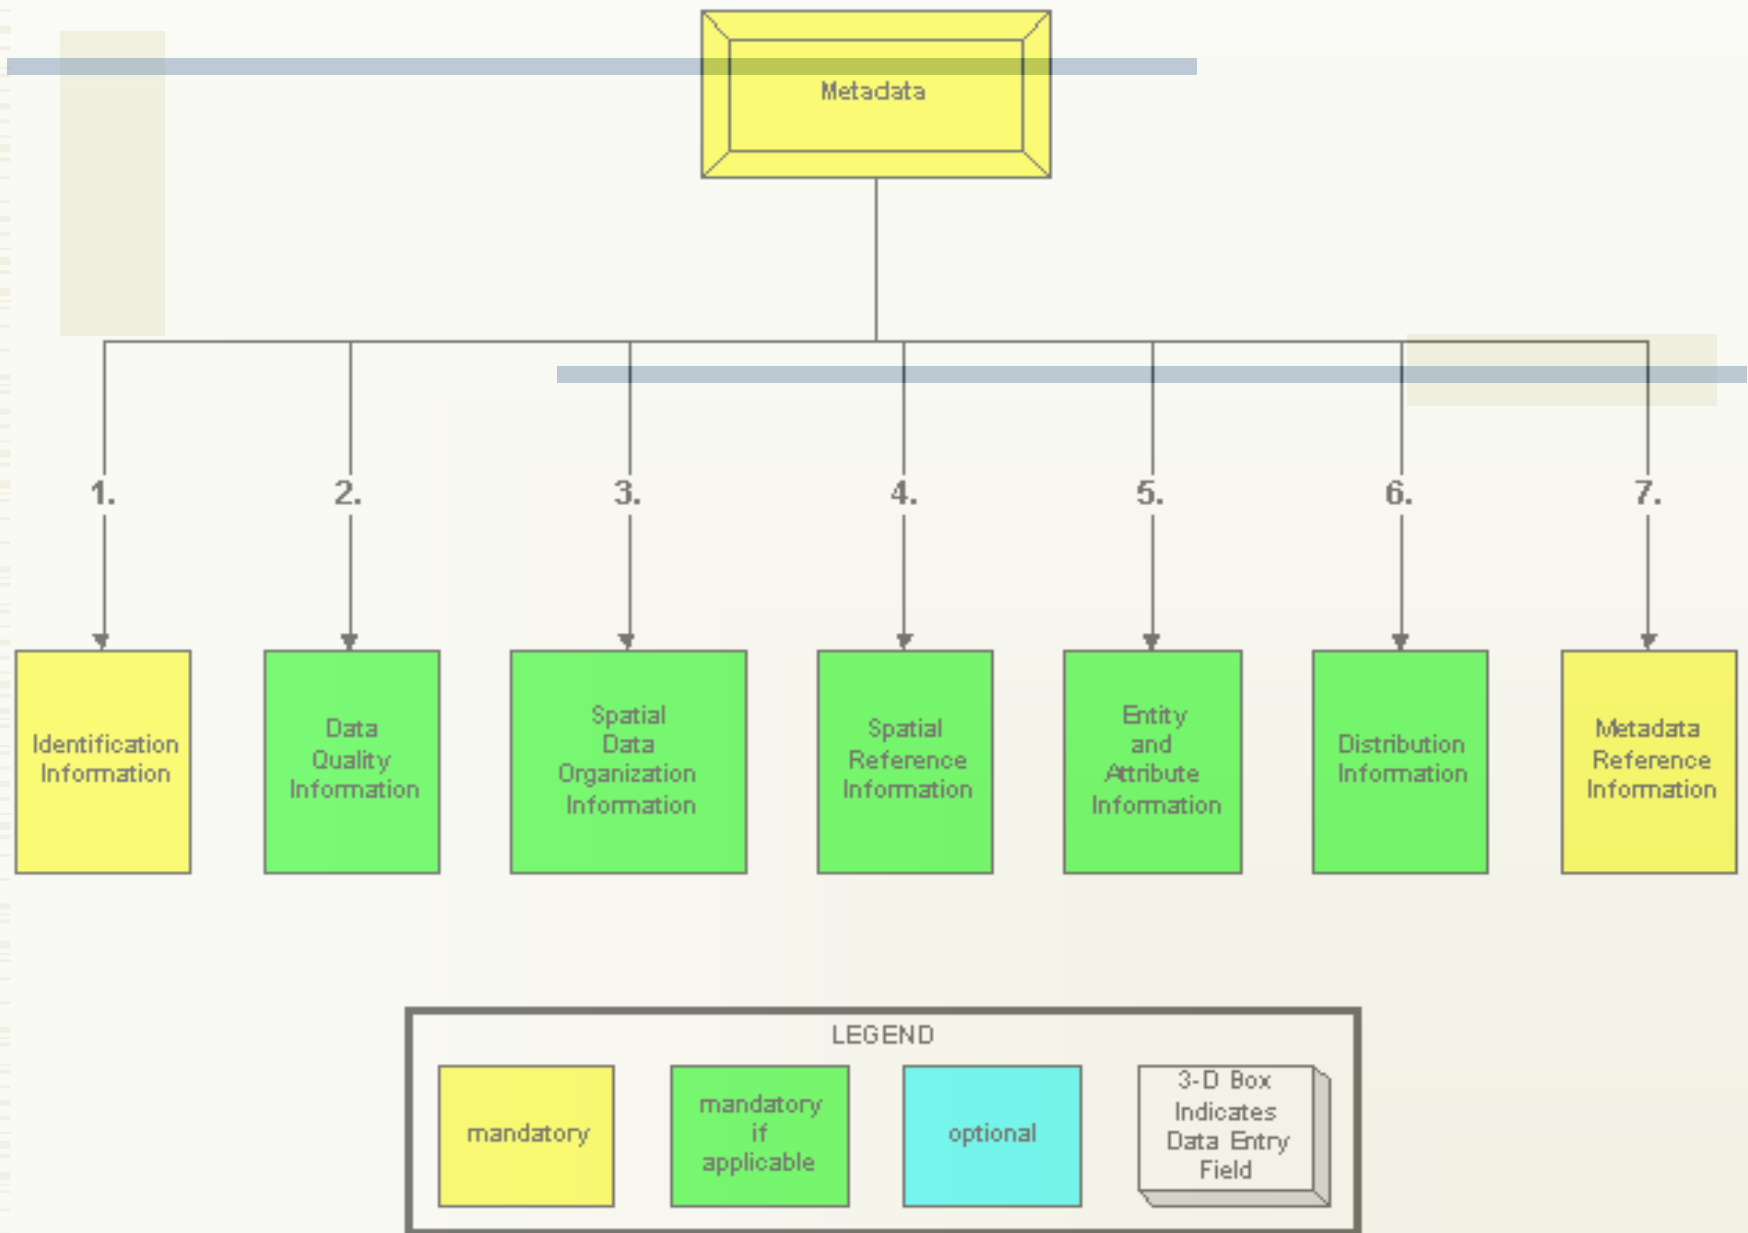 Metadata
1.
2.
3.
4.
5.
6.
7.
Identification
Information
Data
Quality
Information
Spatial
Data
Organization
Information
Spatial
Reference
Information
Entity
and
Attribute
Information
Distribution
Information
Metadata
Reference
Information
LEGEND
mandatory
mandatory
if
applicable
optional
3-D Box
Indicates
Data Entry
Field